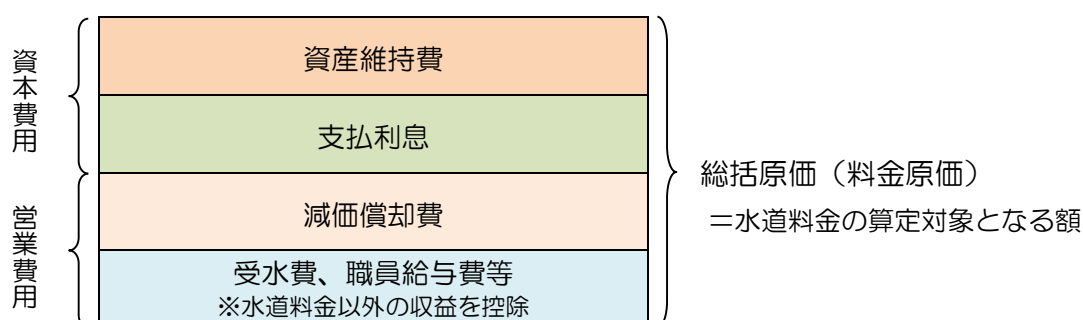 資本費用
営業費用
資産維持費
支払利息
減価償却費
受水費、職員給与費等
※水道料金以外の収益を控除
総括原価（料金原価）
＝水道料金の算定対象となる額